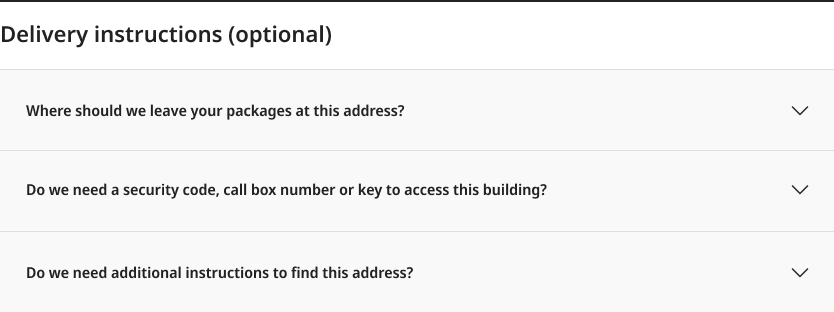 Delivery instructions (optional)
Where should we leave your packages at this address?
Do we need a security code, call box number or key to access this building?
Do we need additional instructions to find this address?